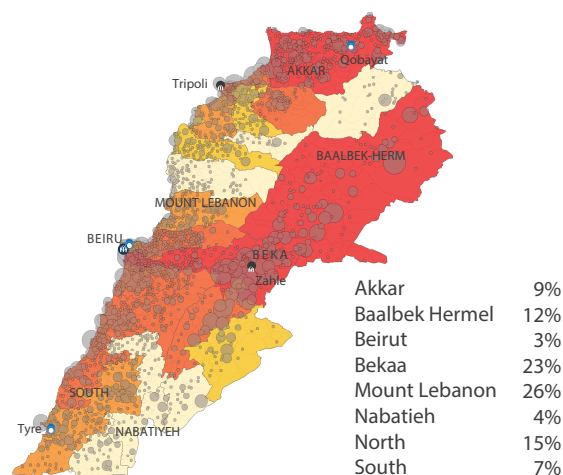 Qobayat
AKKAR
Tripoli
BAALBEK-HERM
MOUNT LEBANON
BEIRU
BEKA
Zahle
SOUTH
Tyre
NABATIYEH
Akkar 9%
Baalbek Hermel 12%
Beirut 3%
Bekaa 23%
Mount Lebanon 26%
Nabatieh 4%
North 15%
South 7%